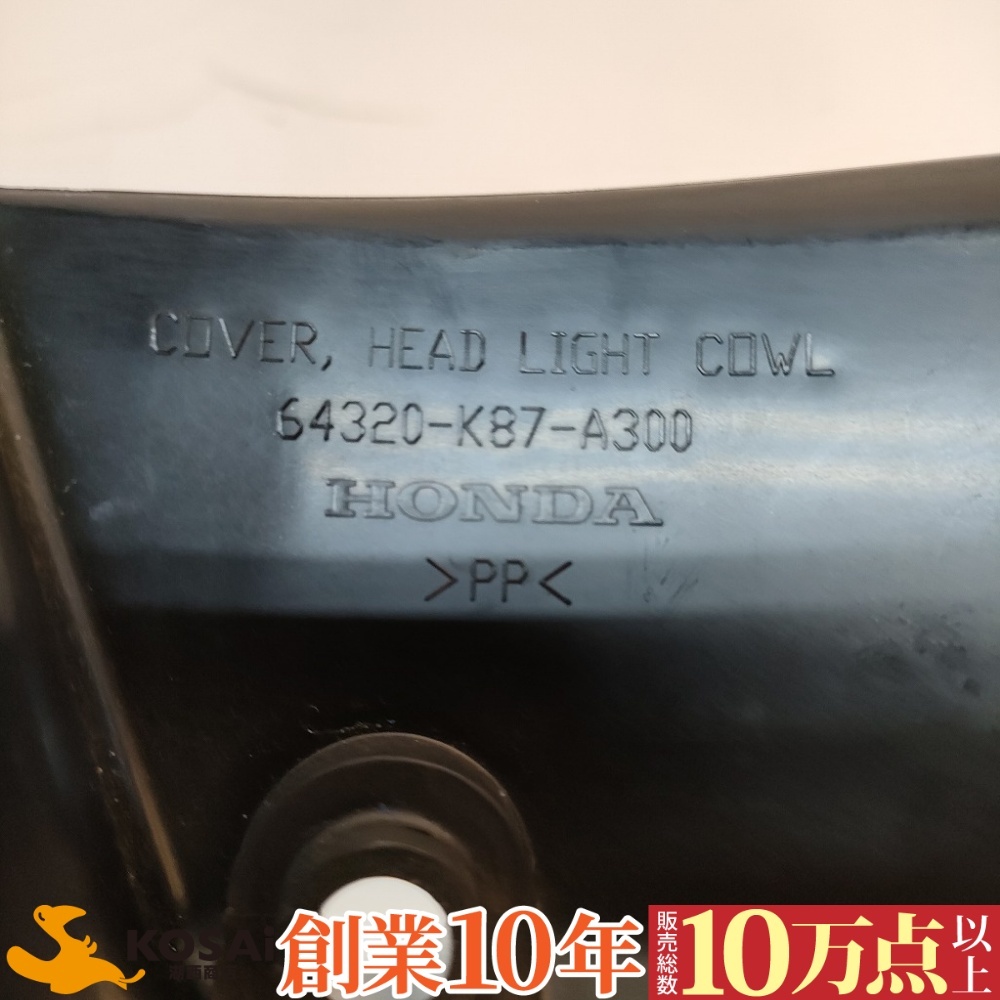 COVER, HEAD LIGHT COWL
64320-K87-A300
HONDA
>PP<
KOSAi
創業10年
販売総数
10万点以上